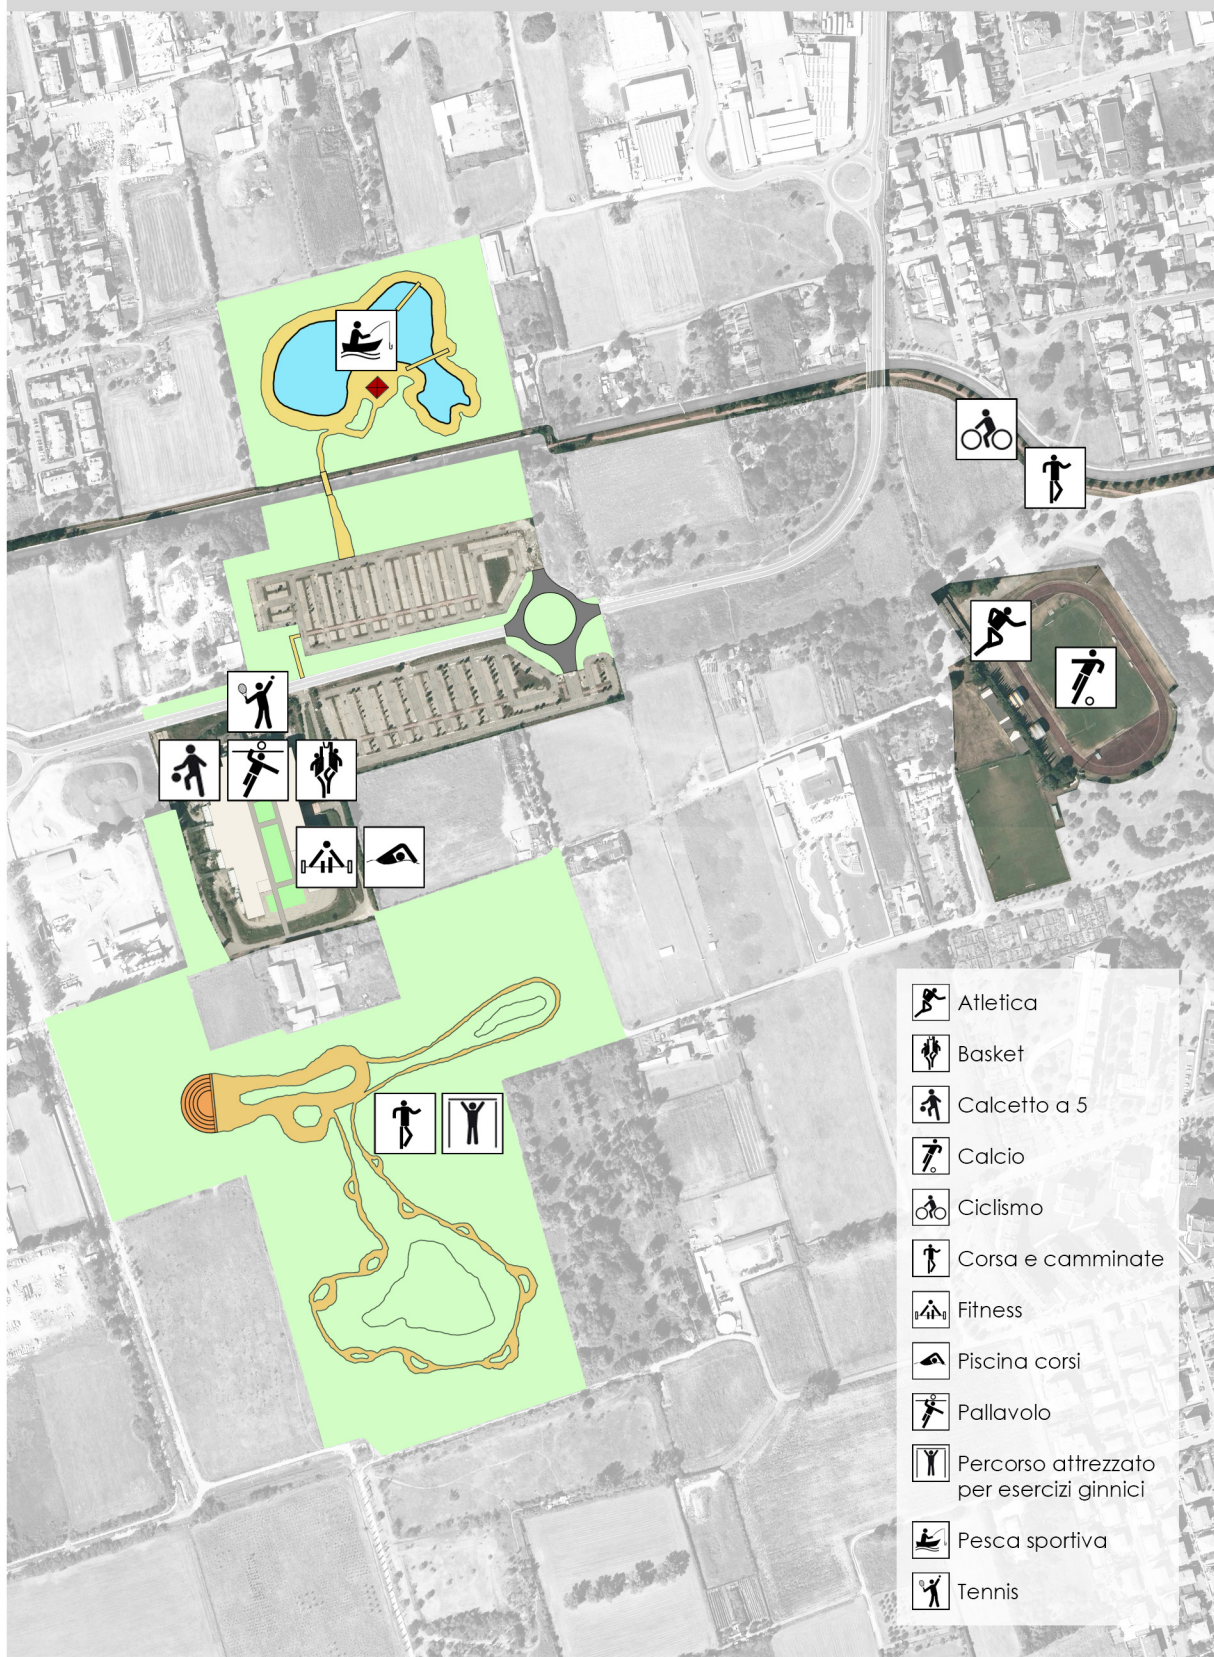 Atletica
Basket
Calcetto a 5
Calcio
Ciclismo
Corsa e camminate
Fitness
Piscina corsi
Pallavolo
Percorso attrezzato
per esercizi ginnici
Pesca sportiva
Tennis